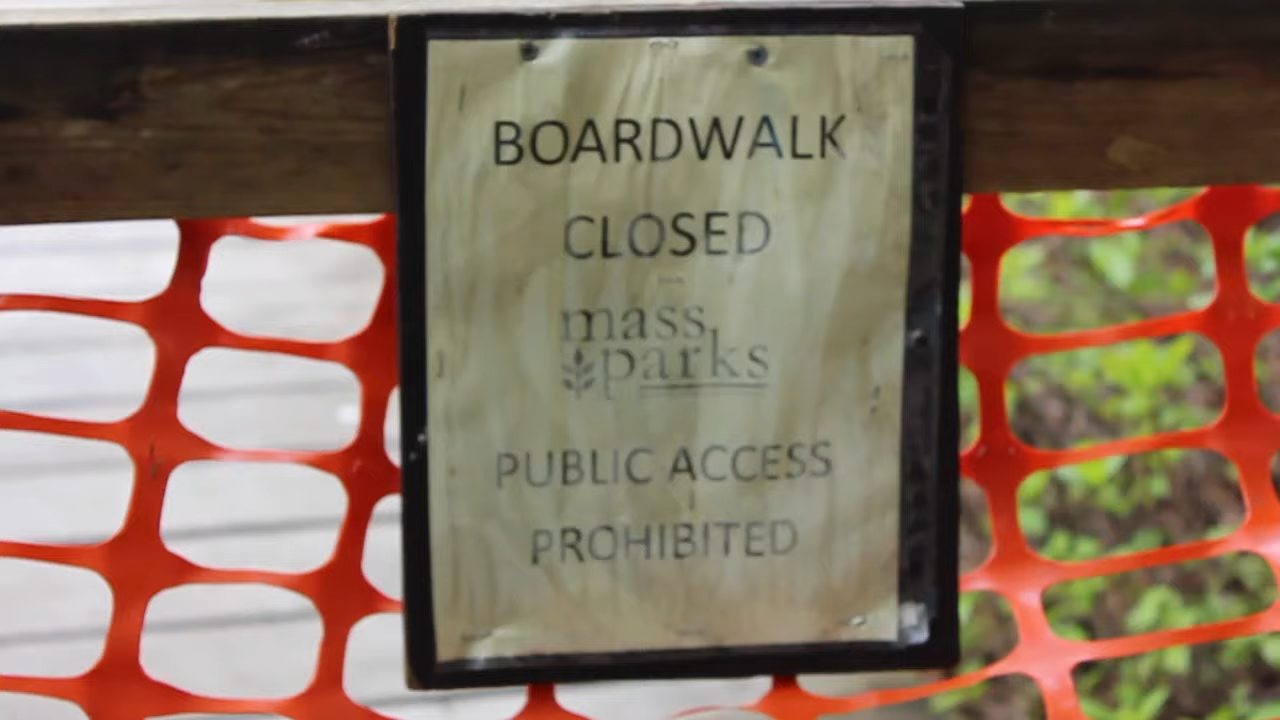 BOARDWALK
CLOSED
mass
parks
PUBLIC ACCESS
PROHIBITED